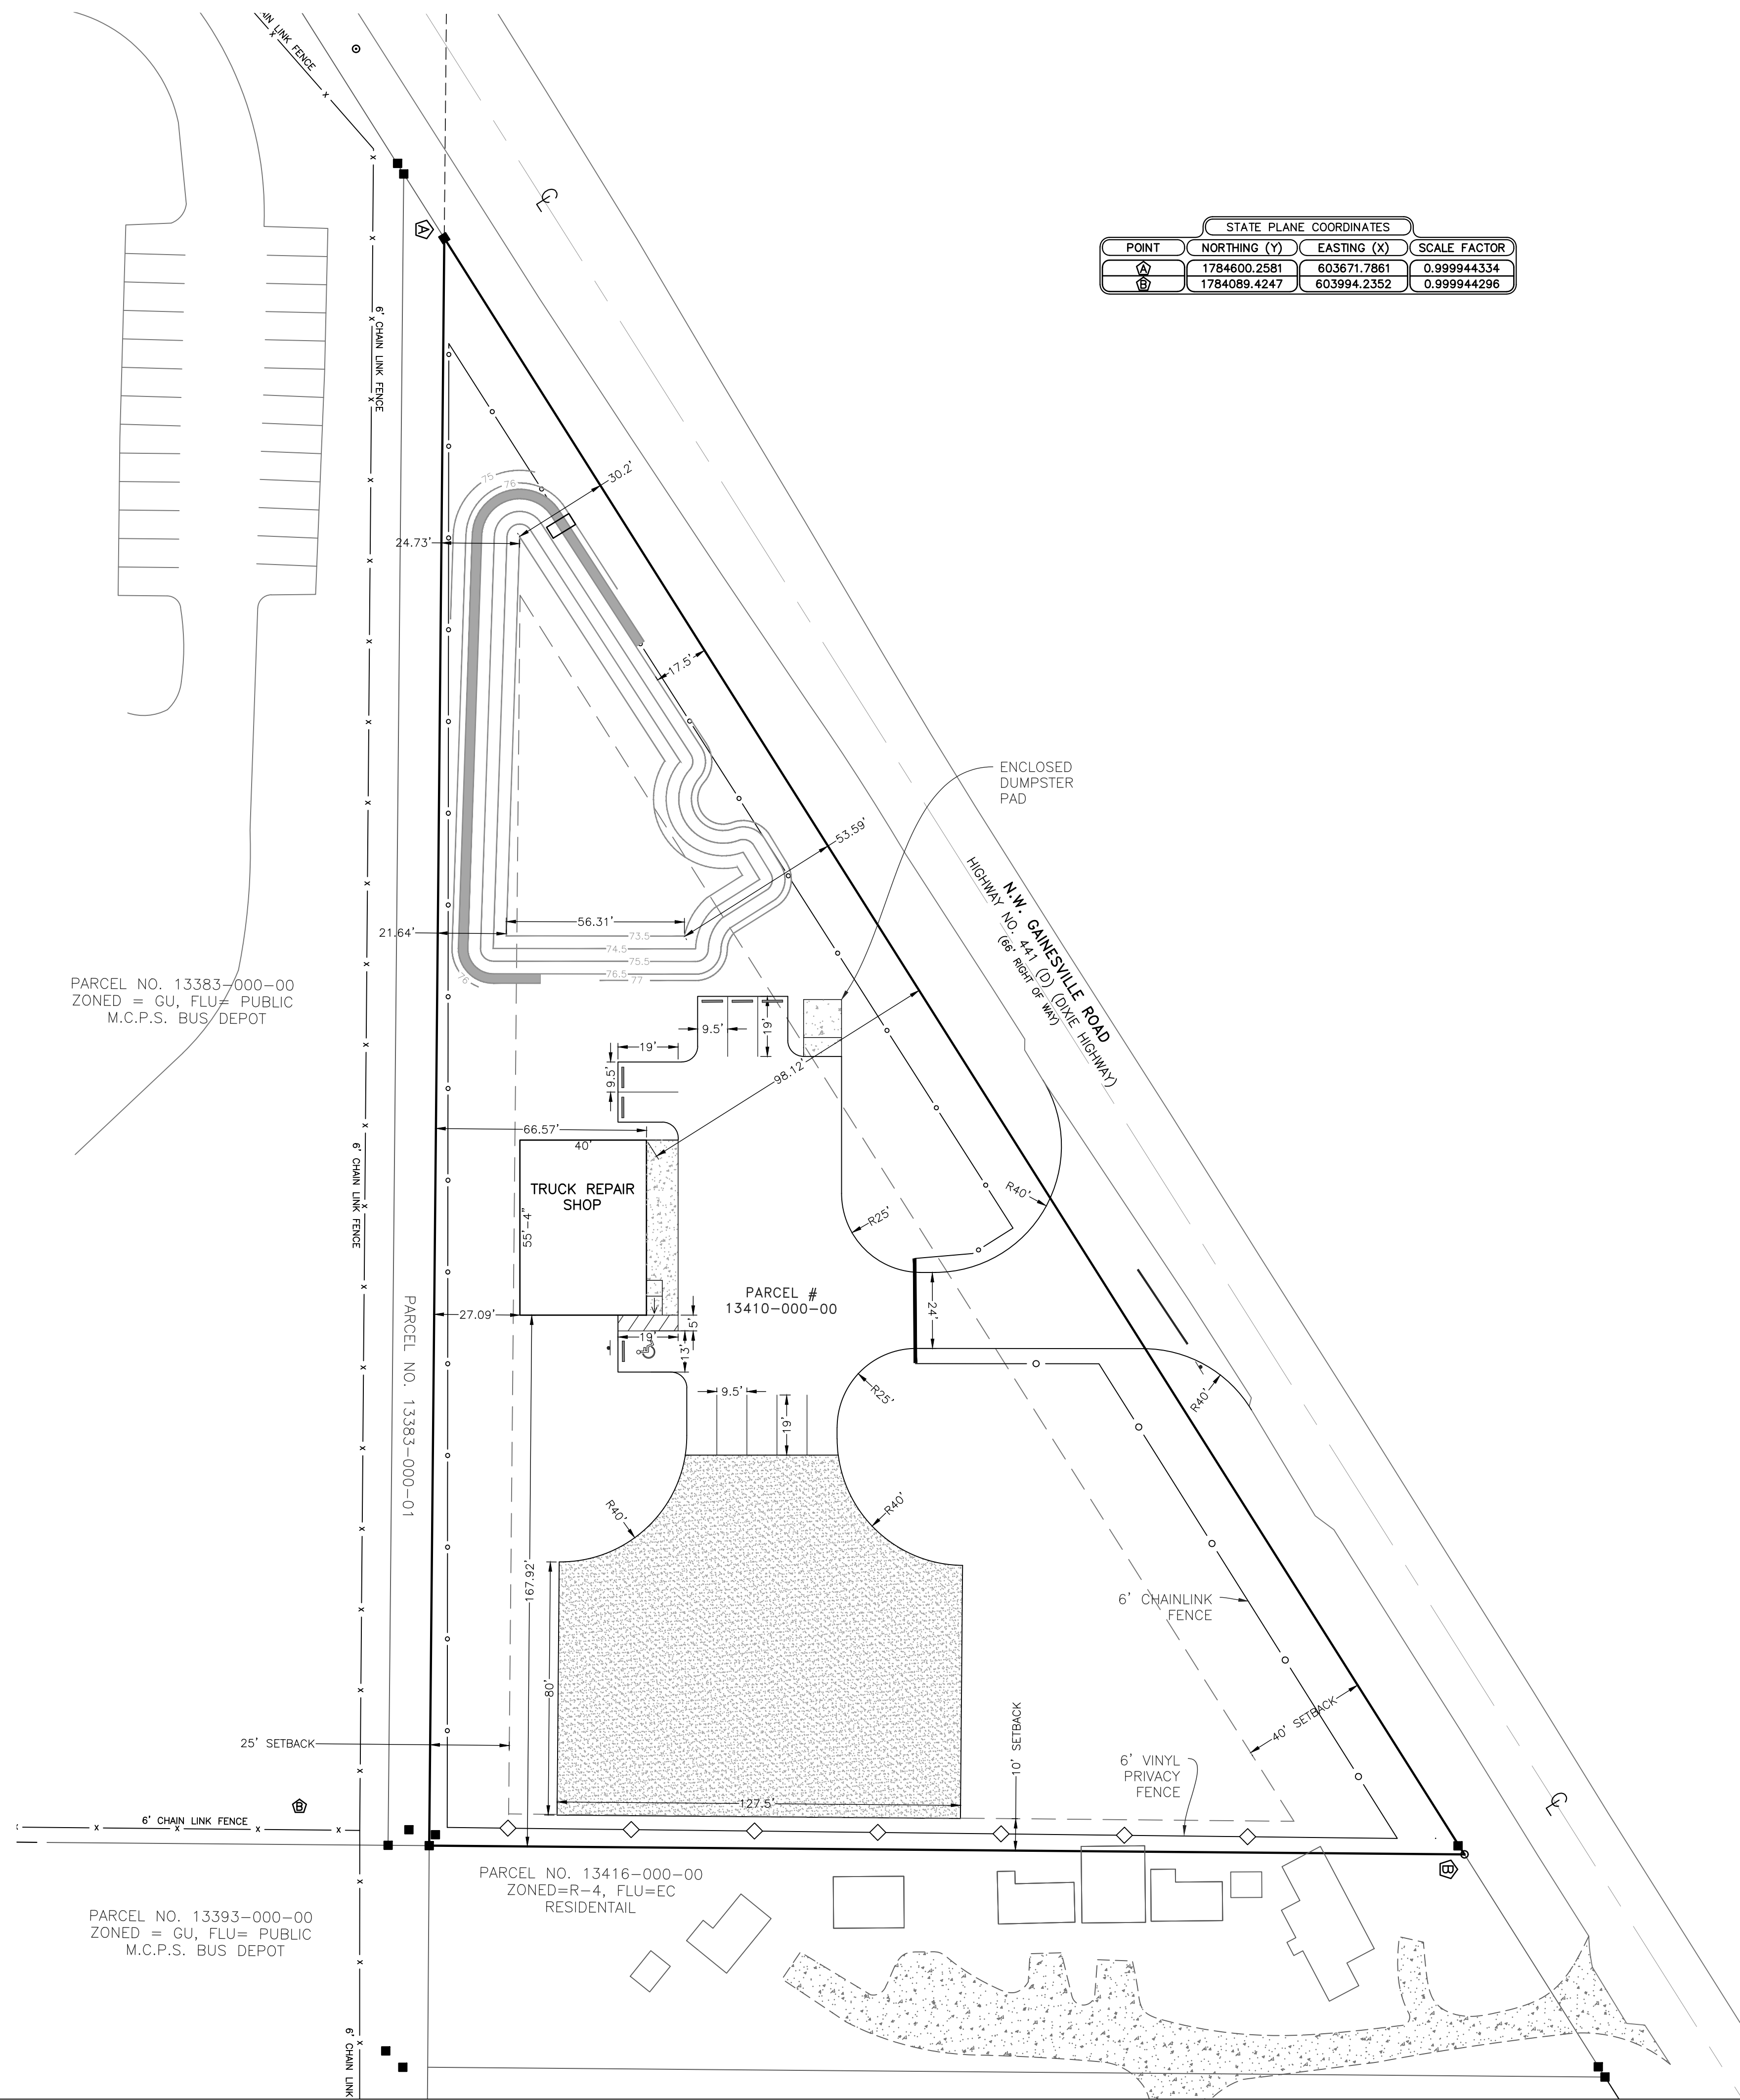 CHAIN LINK FENCE
A
STATE PLANE COORDINATES
POINT NORTHING (Y) EASTING (X) SCALE FACTOR
A 1784600.2581 603671.7861 0.999944334
B 1784089.4247 603994.2352 0.999944296
6' CHAIN LINK FENCE
75
76
30.2'
24.73'
17.5'
ENCLOSED
DUMPSTER
PAD
53.59'
N.W. GAINESVILLE ROAD
HIGHWAY NO. 441 (D) (DIXIE HIGHWAY)
(66' RIGHT OF WAY)
56.31'
21.64'
73.5
74.5
75.5
76.5
77
76
PARCEL NO. 13383-000-00
ZONED = GU, FLU= PUBLIC
M.C.P.S. BUS DEPOT
9.5'
19'
19'
9.5'
98.12'
66.57'
40'
6' CHAIN LINK FENCE
TRUCK REPAIR
SHOP
55'-4"
R40'
R25'
PARCEL #
13410-000-00
24'
27.09'
5'
19'
13'
PARCEL NO. 13383-000-01
9.5'
19'
R25'
R40'
R40'
R40'
167.92'
6' CHAINLINK
FENCE
80'
40' SETBACK
25' SETBACK
10' SETBACK
6' VINYL
PRIVACY
FENCE
127.5'
B
6' CHAIN LINK FENCE
B
PARCEL NO. 13416-000-00
ZONED=R-4, FLU=EC
RESIDENTAIL
PARCEL NO. 13393-000-00
ZONED = GU, FLU= PUBLIC
M.C.P.S. BUS DEPOT
6' CHAIN LINK